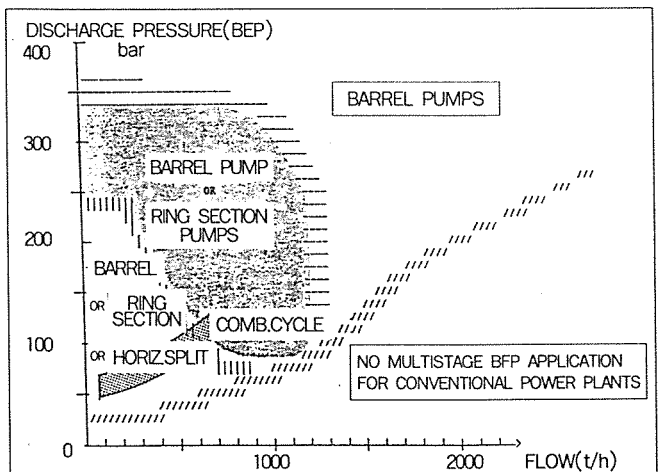 DISCHARGE PRESSURE(BEP)
400
bar
BARREL PUMPS
300
BARREL PUMP
OR
RING SECTION
PUMPS
200
BARREL
OR RING
SECTION
COMB.CYCLE
100
OR HORIZ.SPLIT
NO MULTISTAGE BFP APPLICATION
FOR CONVENTIONAL POWER PLANTS
0
1000
2000
FLOW(t/h)